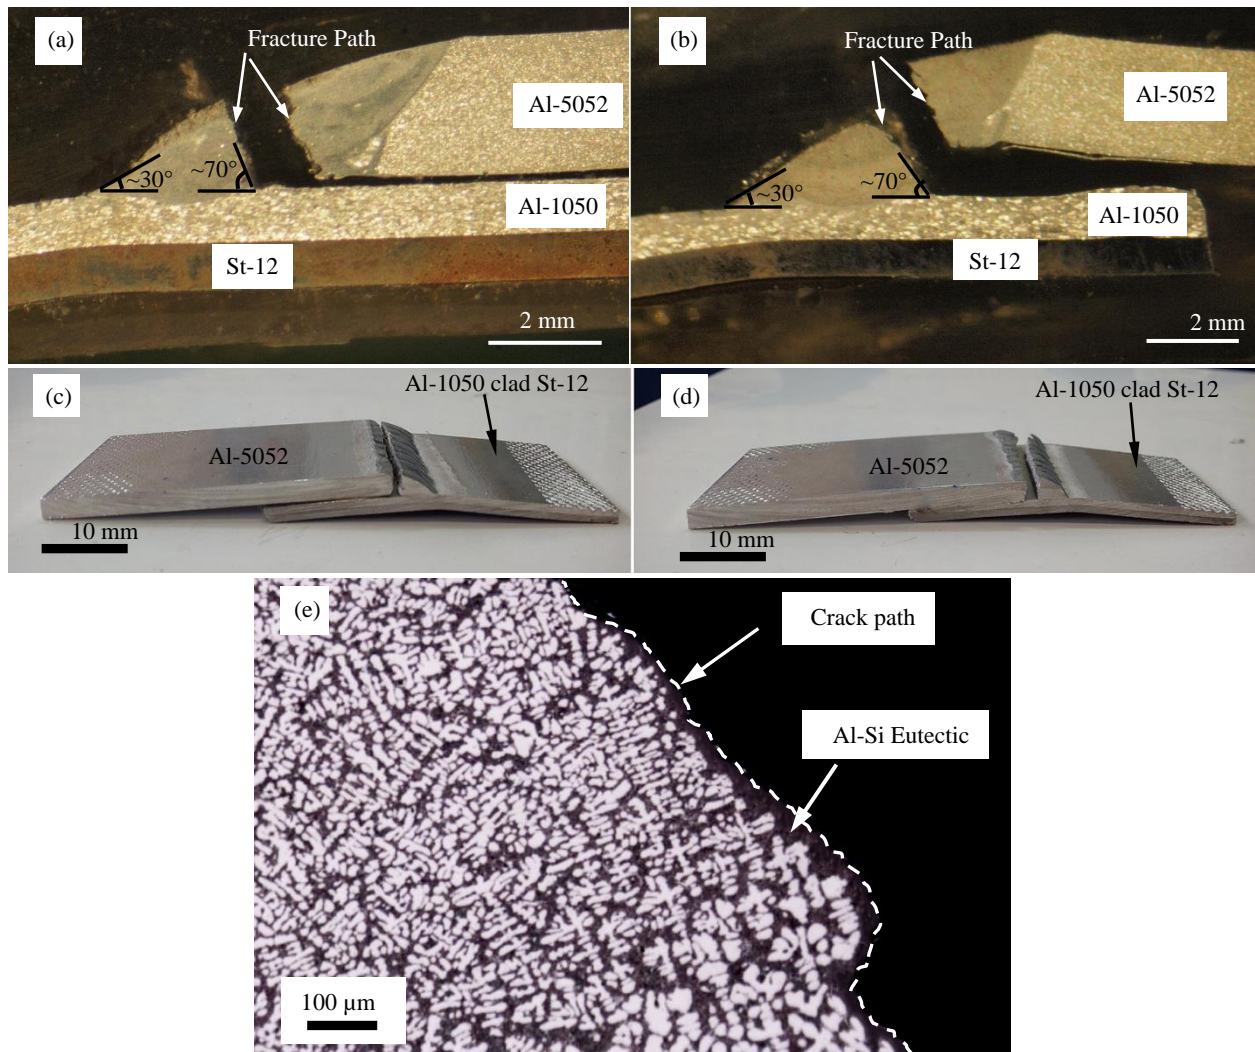 (a)
Fracture Path
Al-5052
~30°
~70°
Al-1050
St-12
2 mm
(b)
Fracture Path
Al-5052
~30°
~70°
Al-1050
St-12
2 mm
(c)
Al-1050 clad St-12
Al-5052
10 mm
(d)
Al-1050 clad St-12
Al-5052
10 mm
(e)
Crack path
Al-Si Eutectic
100 µm